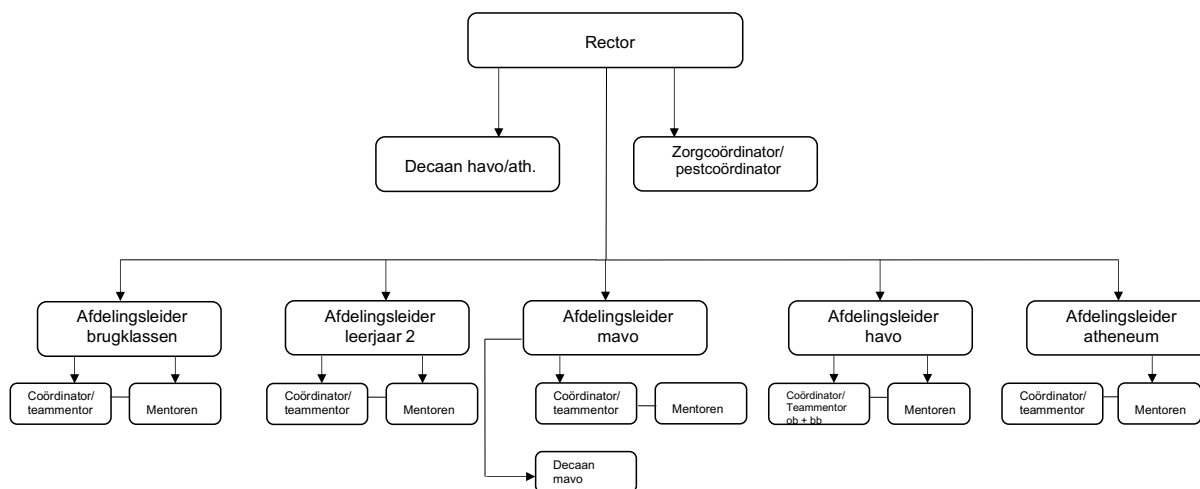 Rector
Decaan havo/ath.
Zorgcoördinator/
pestcoördinator
Afdelingsleider
brugklassen
Afdelingsleider
leerjaar 2
Afdelingsleider
mavo
Afdelingsleider
havo
Afdelingsleider
atheneum
Coördinator/
teammentor
Mentoren
Coördinator/
teammentor
Mentoren
Coördinator/
teammentor
Mentoren
Coördinator/
Teammentor
ob + bb
Mentoren
Coördinator/
teammentor
Mentoren
Decaan
mavo